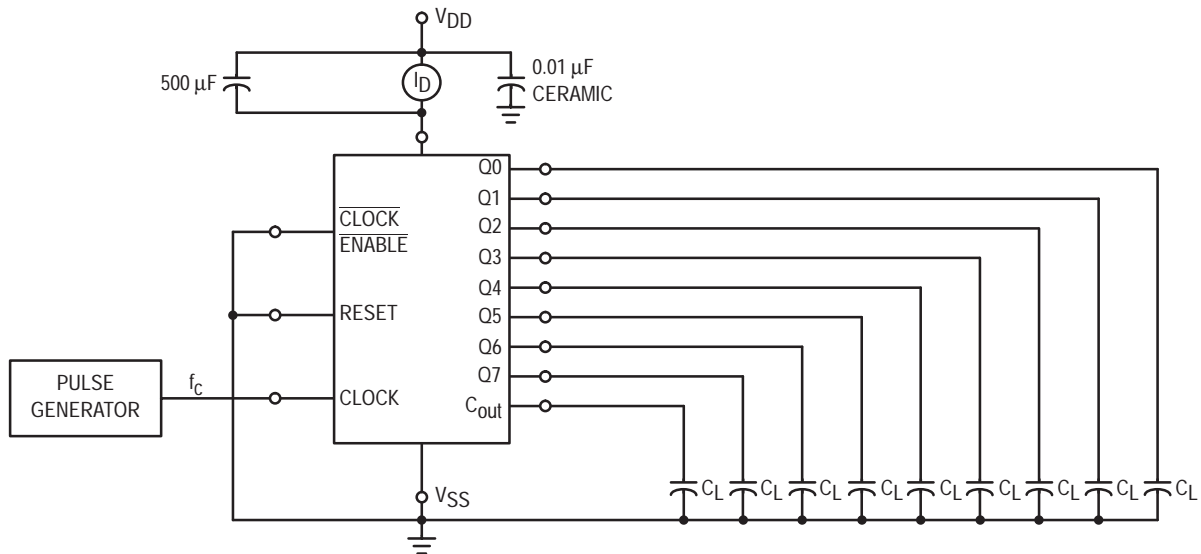 V_DD
500 μF
I_D
0.01 μF
CERAMIC
Q0
Q1
CLOCK
Q2
ENABLE
Q3
Q4
RESET
Q5
Q6
PULSE
GENERATOR
f_c
CLOCK
Q7
C_out
V_SS
C_L
C_L
C_L
C_L
C_L
C_L
C_L
C_L
C_L